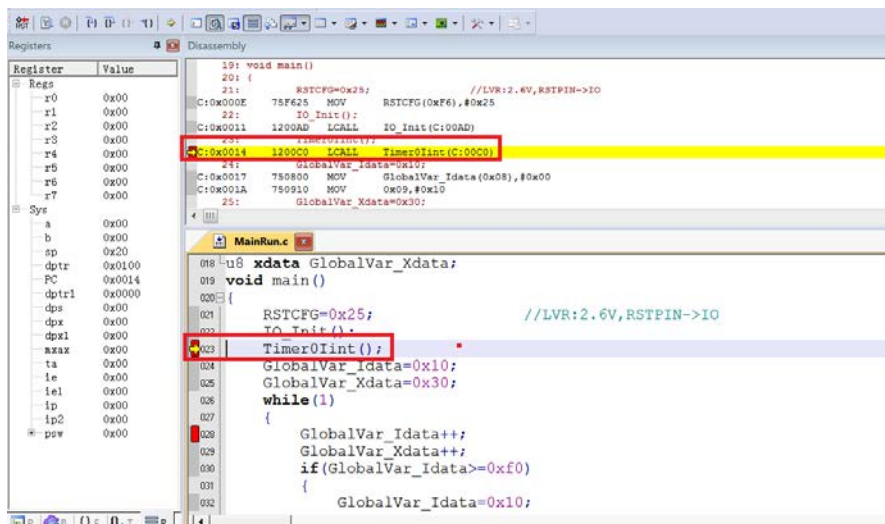 Registers
Register Value
Regs
r0 0x00
r1 0x00
r2 0x00
r3 0x00
r4 0x00
r5 0x00
r6 0x00
r7 0x00
Sys
a 0x00
b 0x00
sp 0x20
dptr 0x0100
PC 0x0014
dptr1 0x0000
dps 0x00
dpx 0x00
dpx1 0x00
mxax 0x00
ta 0x00
ie 0x00
ie1 0x00
ip 0x00
ip2 0x00
psw 0x00
Disassembly
19: void main()
20: {
21: RSTCFG=0x25; //LVR:2.6V,RSTPIN->IO
C:0x000E 75F625 MOV RSTCFG(0xF6),#0x25
22: IO_Init();
C:0x0011 1200AD LCALL IO_Init(C:00AD)
23: Timer0Iint();
C:0x0014 1200C0 LCALL Timer0Iint(C:00C0)
24: GlobalVar_Idata=0x10;
C:0x0017 750800 MOV GlobalVar_Idata(0x08),#0x00
C:0x001A 750910 MOV 0x09,#0x10
25: GlobalVar_Xdata=0x30;
MainRun.c
018 u8 xdata GlobalVar_Xdata;
019 void main()
020 {
021 RSTCFG=0x25; //LVR:2.6V,RSTPIN->IO
022 IO_Init();
023 Timer0Iint();
024 GlobalVar_Idata=0x10;
025 GlobalVar_Xdata=0x30;
026 while(1)
027 {
028 GlobalVar_Idata++;
029 GlobalVar_Xdata++;
030 if(GlobalVar_Idata>=0xf0)
031 {
032 GlobalVar_Idata=0x10;